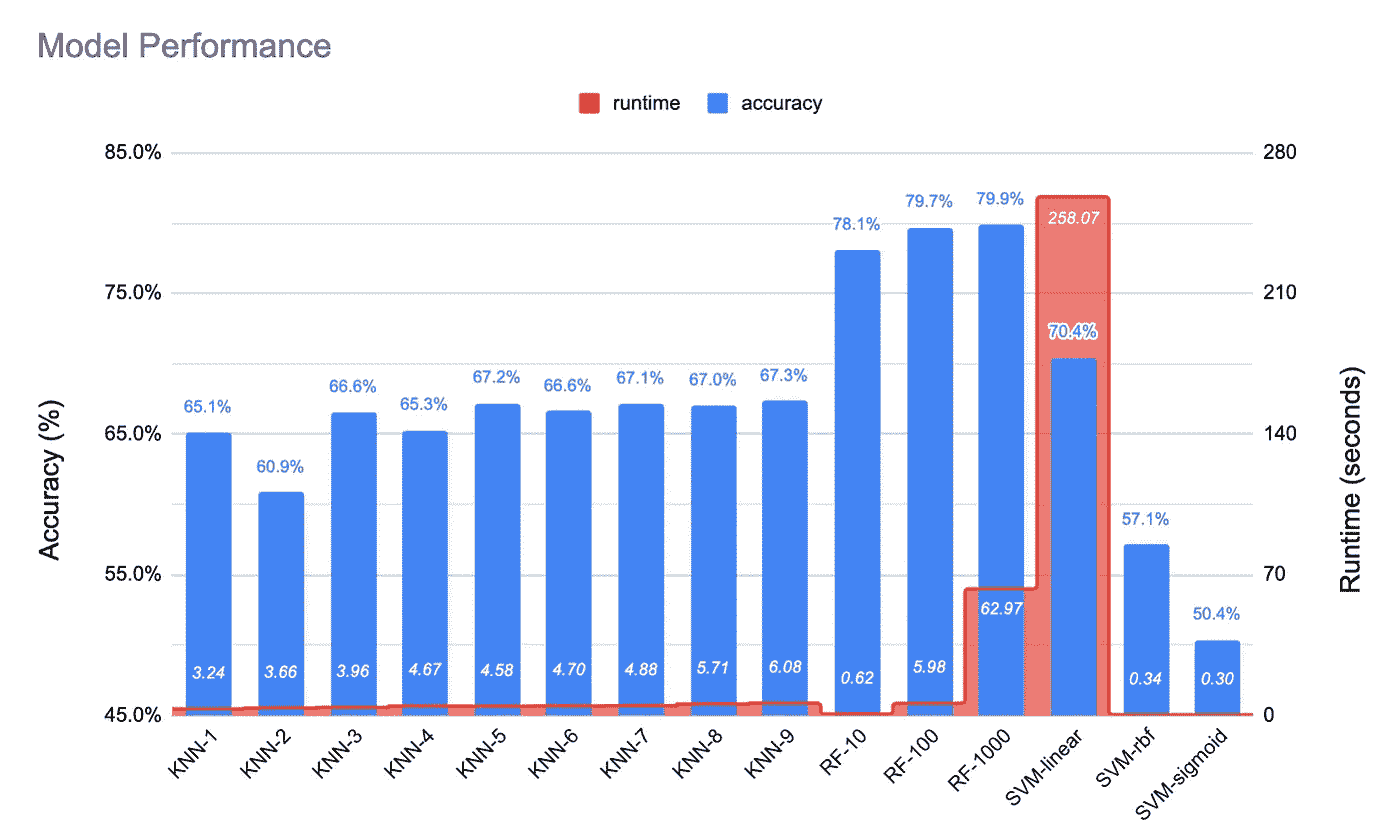 Model Performance
runtime accuracy
85.0% 280
75.0% 210
65.0% 140
55.0% 70
45.0% 0
Accuracy (%)
Runtime (seconds)
65.1% 60.9% 66.6% 65.3% 67.2% 66.6% 67.1% 67.0% 67.3% 78.1% 79.7% 79.9% 70.4% 57.1% 50.4%
3.24 3.66 3.96 4.67 4.58 4.70 4.88 5.71 6.08 0.62 5.98 62.97 258.07 0.34 0.30
KNN-1 KNN-2 KNN-3 KNN-4 KNN-5 KNN-6 KNN-7 KNN-8 KNN-9 RF-10 RF-100 RF-1000 SVM-linear SVM-rbf SVM-sigmoid